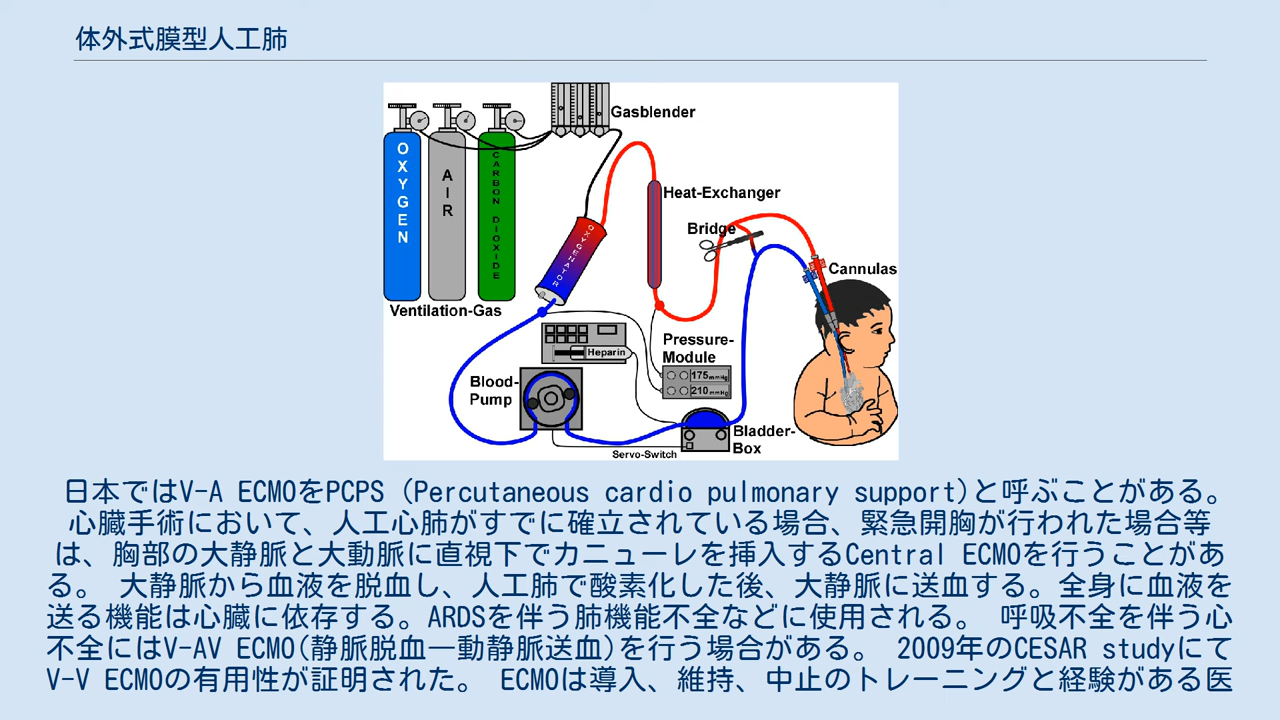 体外式膜型人工肺
Gasblender
OXYGEN
AIR
CARBON DIOXIDE
Heat-Exchanger
Bridge
OXYGENATOR
Cannulas
Ventilation-Gas
Heparin
Pressure-
Module
175mmHg
210mmHg
Blood-
Pump
Bladder-
Box
Servo-Switch
日本ではV-A ECMOをPCPS (Percutaneous cardio pulmonary support)と呼ぶことがある。
心臓手術において、人工心肺がすでに確立されている場合、緊急開胸が行われた場合等
は、胸部の大静脈と大動脈に直視下でカニューレを挿入するCentral ECMOを行うことがあ
る。 大静脈から血液を脱血し、人工肺で酸素化した後、大静脈に送血する。全身に血液を
送る機能は心臓に依存する。ARDSを伴う肺機能不全などに使用される。 呼吸不全を伴う心
不全にはV-AV ECMO(静脈脱血―動静脈送血)を行う場合がある。 2009年のCESAR studyにて
V-V ECMOの有用性が証明された。 ECMOは導入、維持、中止のトレーニングと経験がある医